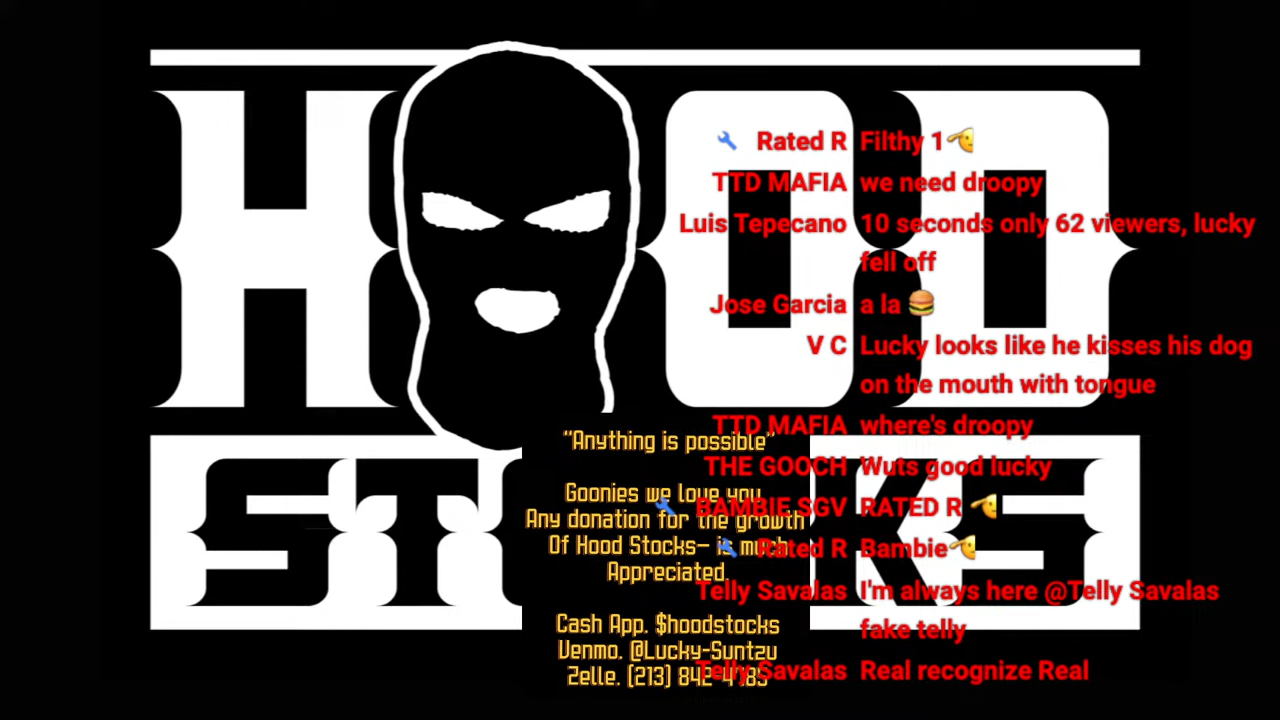 HOOD
STOCKS
Rated R Filthy 1
TTD MAFIA we need droopy
Luis Tepecano 10 seconds only 62 viewers, lucky
fell off
Jose Garcia a la 🍔
V C Lucky looks like he kisses his dog
on the mouth with tongue
TTD MAFIA where's droopy
THE GOOCH Wuts good lucky
BAMBIE SGV RATED R
Rated R Bambie
Telly Savalas I'm always here @Telly Savalas
fake telly
Telly Savalas Real recognize Real
“Anything is possible”
Goonies we love you
Any donation for the growth
Of Hood Stocks— is much
Appreciated.
Cash App. $hoodstocks
Venmo. @Lucky-Suntzu
Zelle. (213) 842